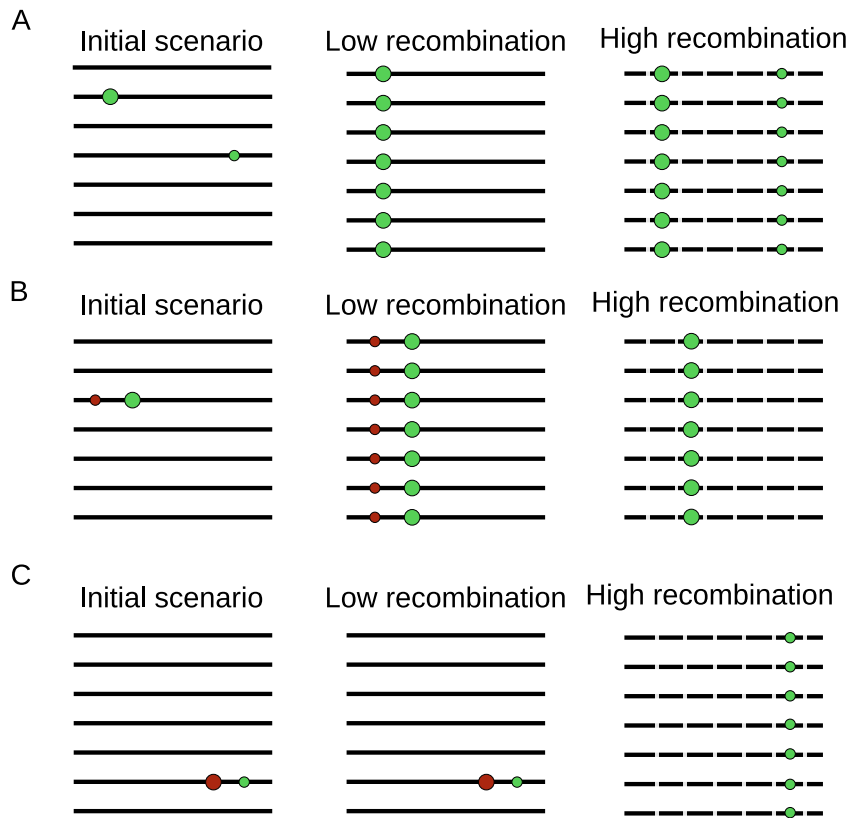 A
Initial scenario
Low recombination
High recombination
B
Initial scenario
Low recombination
High recombination
C
Initial scenario
Low recombination
High recombination